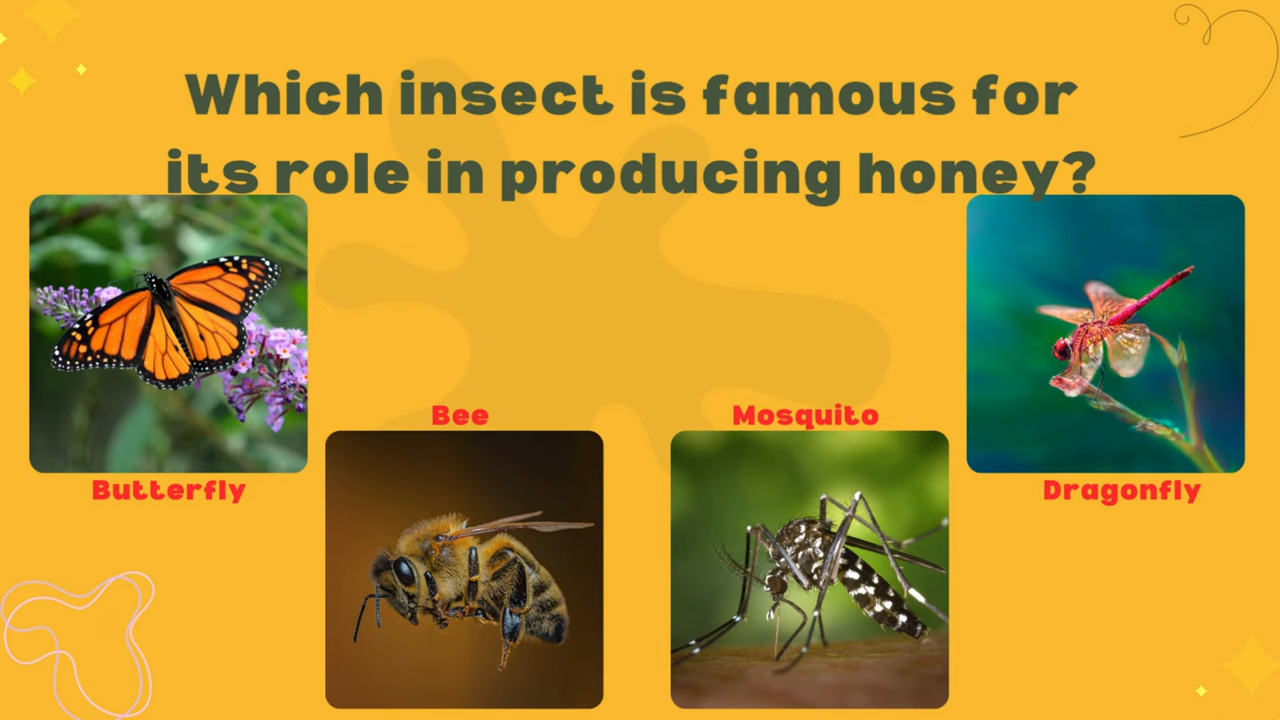 Which insect is famous for
its role in producing honey?
Bee
Mosquito
Butterfly
Dragonfly